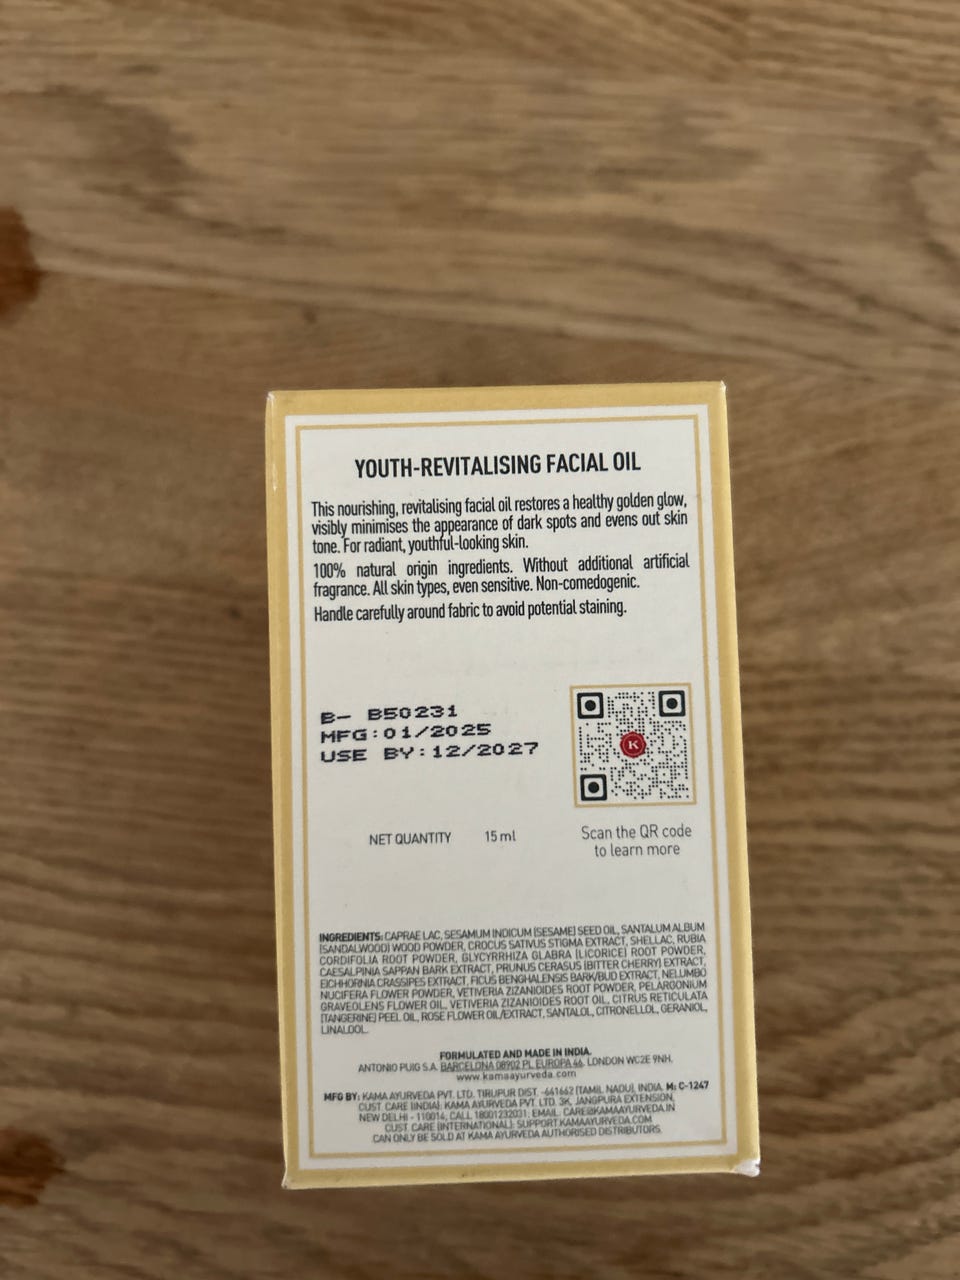 YOUTH-REVITALISING FACIAL OIL
This nourishing, revitalising facial oil restores a healthy golden glow,
visibly minimises the appearance of dark spots and evens out skin
tone. For radiant, youthful-looking skin.
100% natural origin ingredients. Without additional artificial
fragrance. All skin types, even sensitive. Non-comedogenic.
Handle carefully around fabric to avoid potential staining.
B- B50231
MFG:01/2025
USE BY:12/2027
K
NET QUANTITY 15 ml
Scan the QR code
to learn more
INGREDIENTS: CAPRAE LAC, SESAMUM INDICUM (SESAME) SEED OIL, SANTALUM ALBUM
(SANDALWOOD) WOOD POWDER, CROCUS SATIVUS STIGMA EXTRACT, SHELLAC, RUBIA
CORDIFOLIA ROOT POWDER, GLYCYRRHIZA GLABRA (LICORICE) ROOT POWDER,
CAESALPINIA SAPPAN BARK EXTRACT, PRUNUS CERASUS (BITTER CHERRY) EXTRACT,
EICHHORNIA CRASSIPES EXTRACT, FICUS BENGHALENSIS BARK/BUD EXTRACT, NELUMBO
NUCIFERA FLOWER POWDER, VETIVERIA ZIZANIOIDES ROOT POWDER, PELARGONIUM
GRAVEOLENS FLOWER OIL, VETIVERIA ZIZANIOIDES ROOT OIL, CITRUS RETICULATA
(TANGERINE) PEEL OIL, ROSE FLOWER OIL/EXTRACT, SANTALOL, CITRONELLOL, GERANIOL,
LINALOOL.
FORMULATED AND MADE IN INDIA.
ANTONIO PUIG S.A. BARCELONA 08902 PL. EUROPA 46. LONDON WC2E 9NH.
www.kamaayurveda.com
MFG BY: KAMA AYURVEDA PVT. LTD. TIRUPUR DIST. -641662 (TAMIL NADU), INDIA. M: C-1247
CUST CARE (INDIA): KAMA AYURVEDA PVT. LTD. 3K, JANGPURA EXTENSION,
NEW DELHI - 110014, CALL 18001232031; EMAIL. CARE@KAMAAYURVEDA.IN
CUST. CARE (INTERNATIONAL): SUPPORT.KAMAAYURVEDA.COM
CAN ONLY BE SOLD AT KAMA AYURVEDA AUTHORISED DISTRIBUTORS.